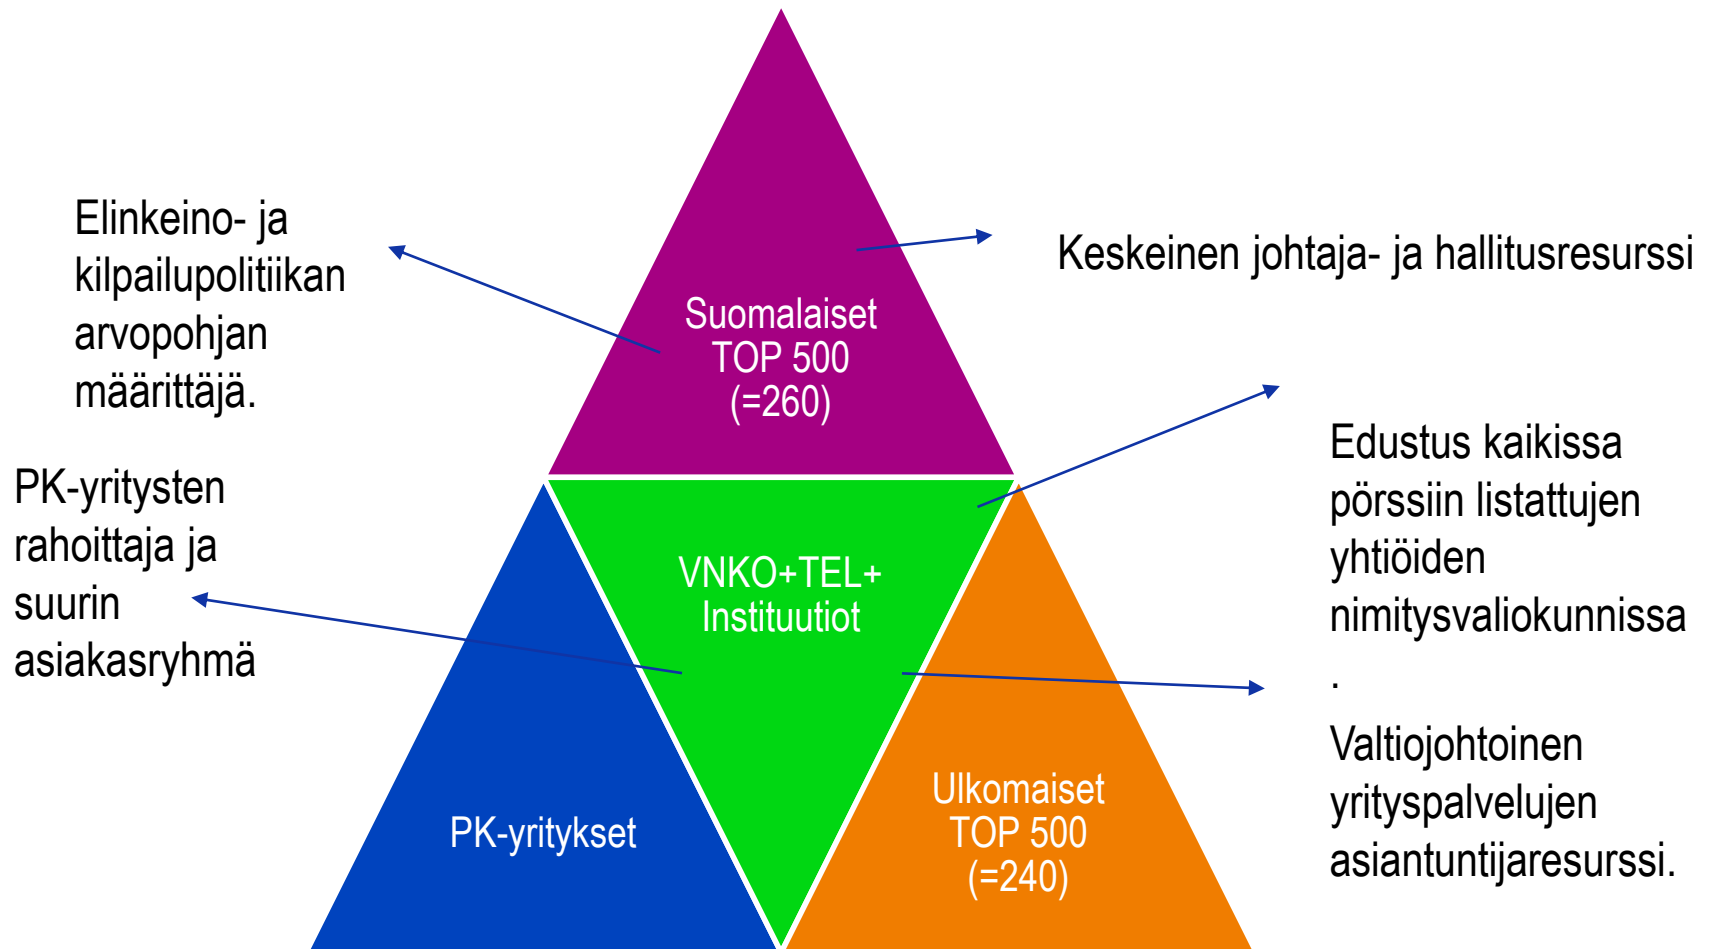 Elinkeino- ja
kilpailupolitiikan
arvopohjan
määrittäjä.
Keskeinen johtaja- ja hallitusresurssi
Suomalaiset
TOP 500
(=260)
PK-yritysten
rahoittaja ja
suurin
asiakasryhmä
Edustus kaikissa
pörssiin listattujen
yhtiöiden
nimitysvaliokunnissa
.
VNKO+TEL+
Instituutiot
Valtiojohtoinen
yrityspalvelujen
asiantuntijaresurssi.
PK-yritykset
Ulkomaiset
TOP 500
(=240)